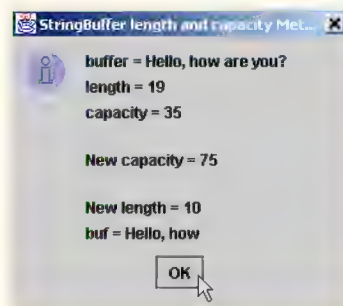 StringBuffer length and capacity Met...
buffer = Hello, how are you?
length = 19
capacity = 35
New capacity = 75
New length = 10
buf = Hello, how
OK